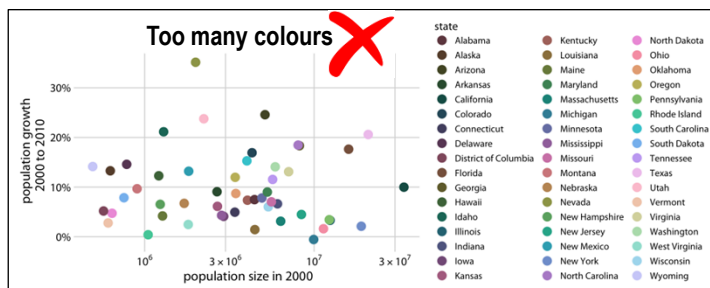 Too many colours
30%
20%
10%
0%
population growth
2000 to 2010
10⁶
3 × 10⁶
10⁷
3 × 10⁷
population size in 2000
state
Alabama
Alaska
Arizona
Arkansas
California
Colorado
Connecticut
Delaware
District of Columbia
Florida
Georgia
Hawaii
Idaho
Illinois
Indiana
Iowa
Kansas
Kentucky
Louisiana
Maine
Maryland
Massachusetts
Michigan
Minnesota
Mississippi
Missouri
Montana
Nebraska
Nevada
New Hampshire
New Jersey
New Mexico
New York
North Carolina
North Dakota
Ohio
Oklahoma
Oregon
Pennsylvania
Rhode Island
South Carolina
South Dakota
Tennessee
Texas
Utah
Vermont
Virginia
Washington
West Virginia
Wisconsin
Wyoming